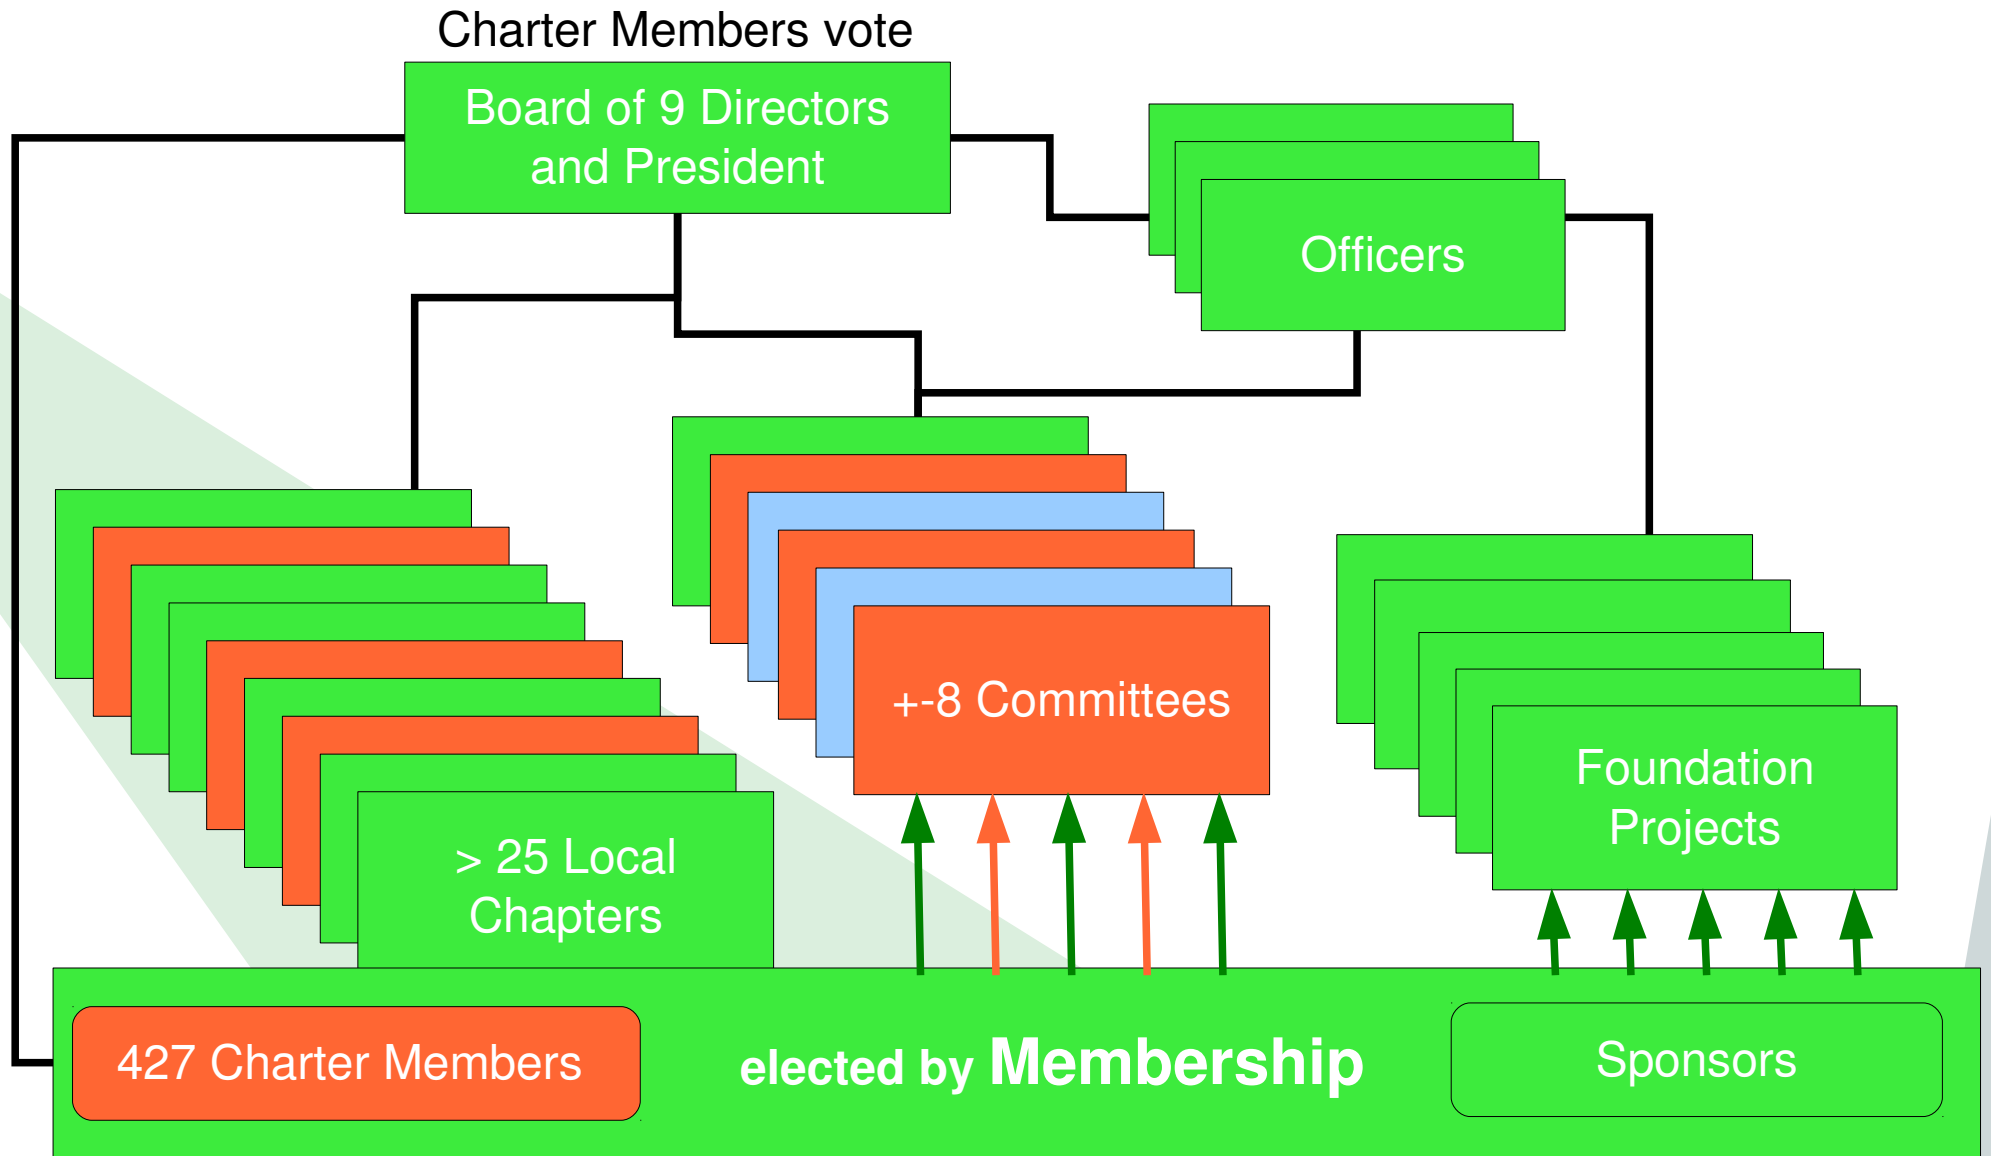 Charter Members vote
Board of 9 Directors
and President
Officers
+-8 Committees
Foundation
Projects
> 25 Local
Chapters
427 Charter Members
elected by Membership
Sponsors